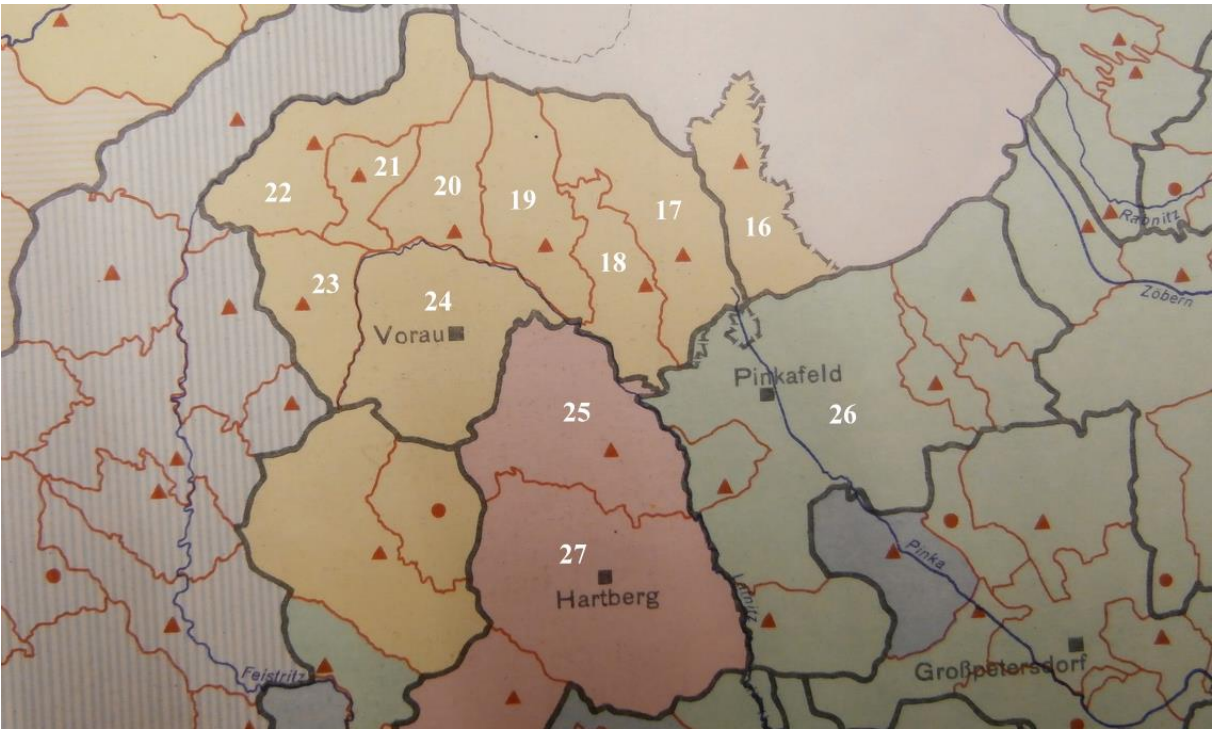 21
22
20
19
17
16
18
Rabnitz
23
24
Zöbern
Vorau
Pinkafeld
25
26
27
Pinka
Hartberg
Lafnitz
Großpetersdorf
Feistritz